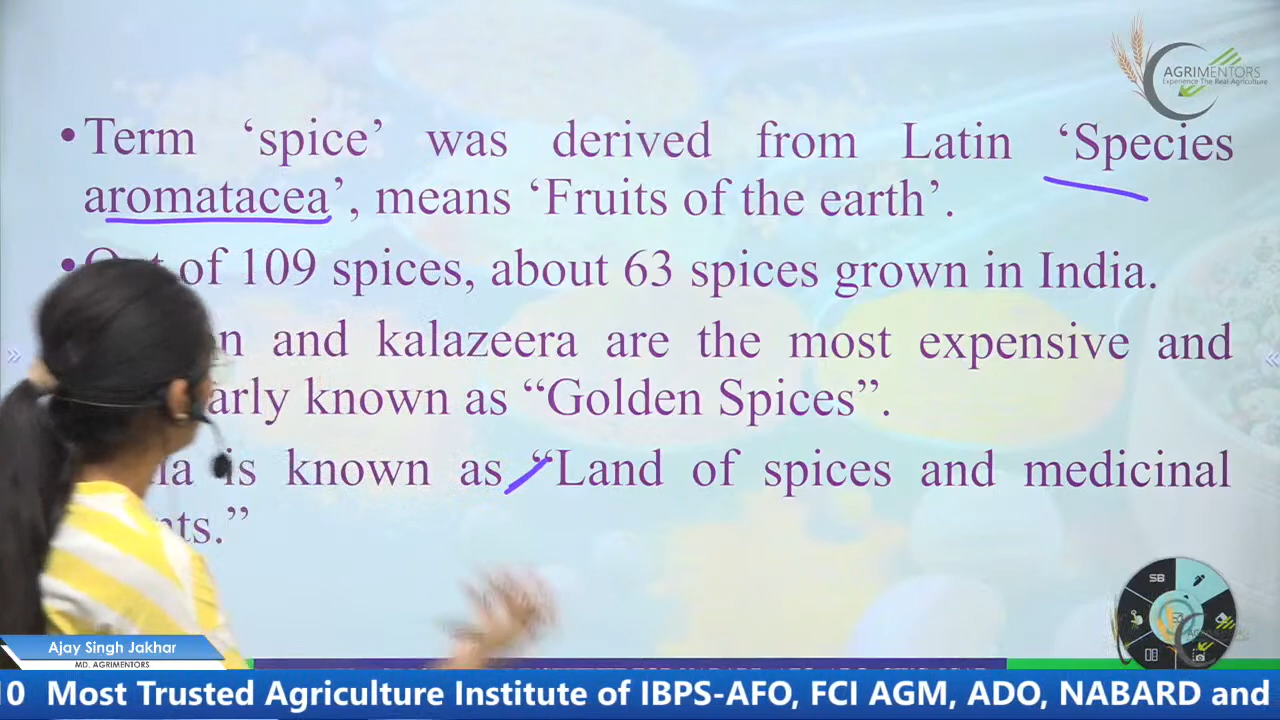 AGRIMENTORS
Experience The Real Agriculture
•Term ‘spice’ was derived from Latin ‘Species
aromatacea’, means ‘Fruits of the earth’.
• of 109 spices, about 63 spices grown in India.
and kalazeera are the most expensive and
known as “Golden Spices”.
is known as “Land of spices and medicinal
SB
Ajay Singh Jakhar
MD. AGRIMENTORS
10 Most Trusted Agriculture Institute of IBPS-AFO, FCI AGM, ADO, NABARD and